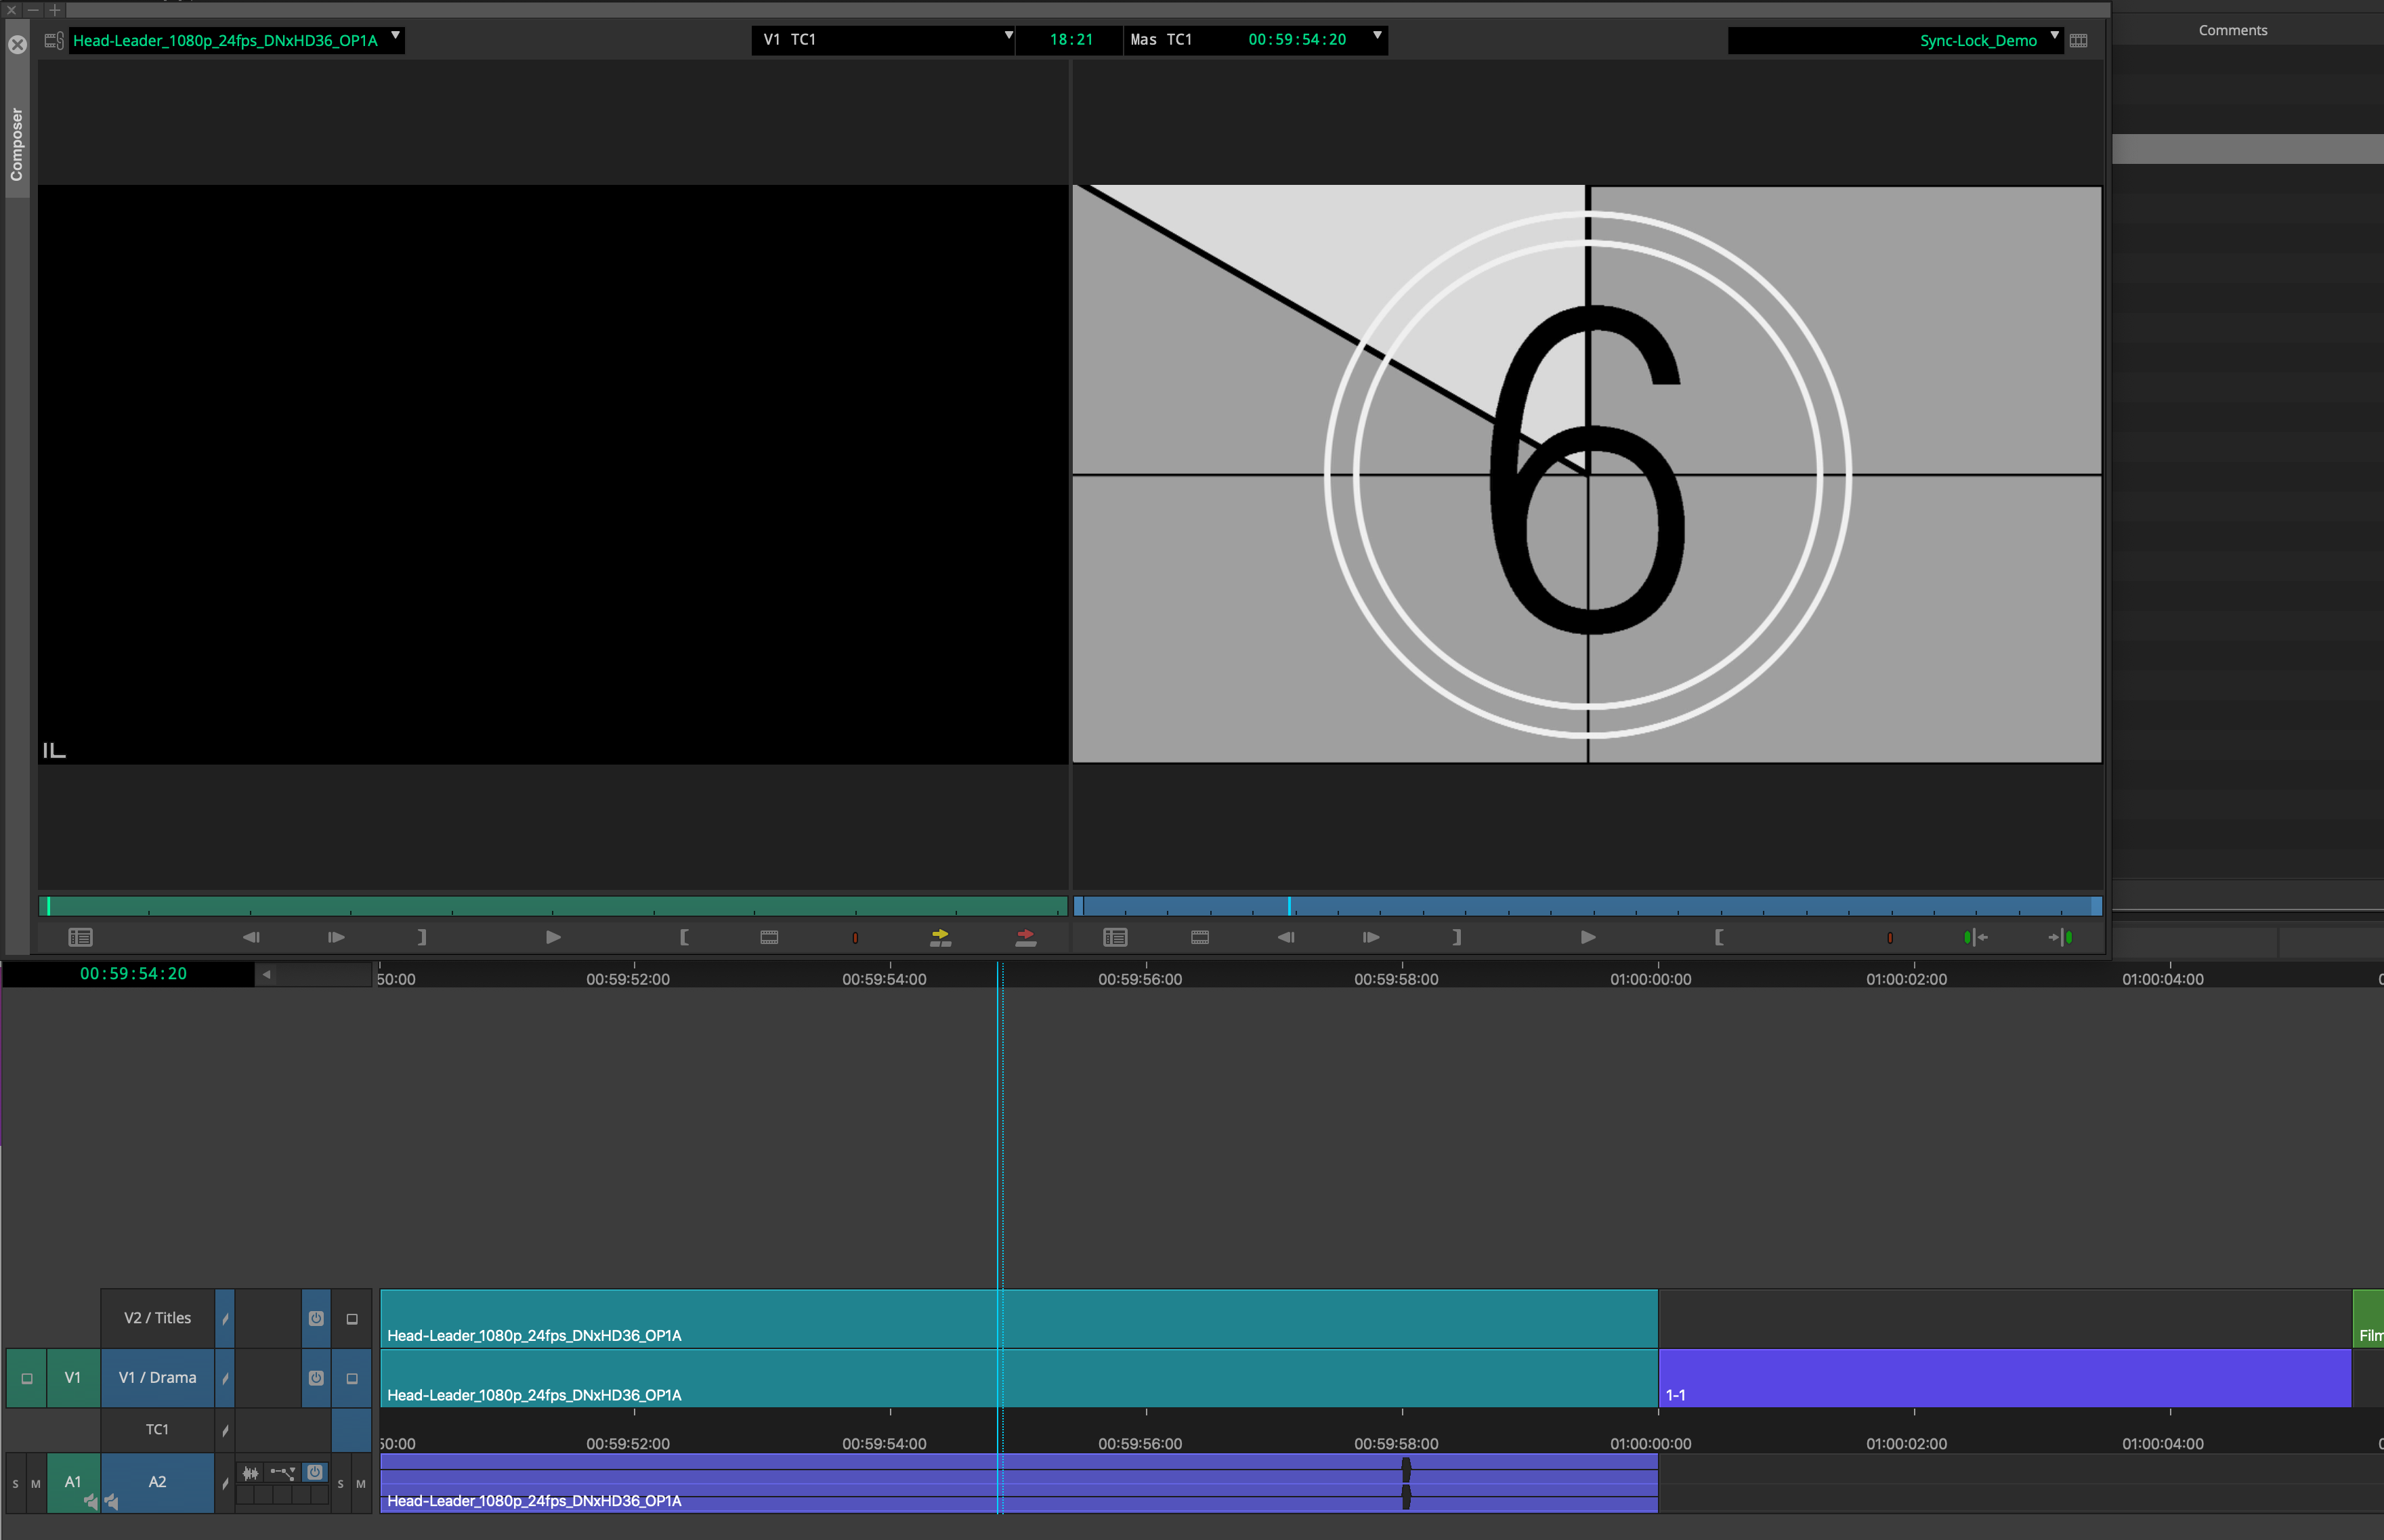 Head-Leader_1080p_24fps_DNxHD36_OP1A
V1 TC1
18:21
Mas TC1
00:59:54:20
Sync-Lock_Demo
Comments
Composer
6
00:59:54:20
50:00
00:59:52:00
00:59:54:00
00:59:56:00
00:59:58:00
01:00:00:00
01:00:02:00
01:00:04:00
V2 / Titles
Head-Leader_1080p_24fps_DNxHD36_OP1A
Film
V1
V1 / Drama
Head-Leader_1080p_24fps_DNxHD36_OP1A
1-1
TC1
50:00
00:59:52:00
00:59:54:00
00:59:56:00
00:59:58:00
01:00:00:00
01:00:02:00
01:00:04:00
S
M
A1
A2
S
M
Head-Leader_1080p_24fps_DNxHD36_OP1A